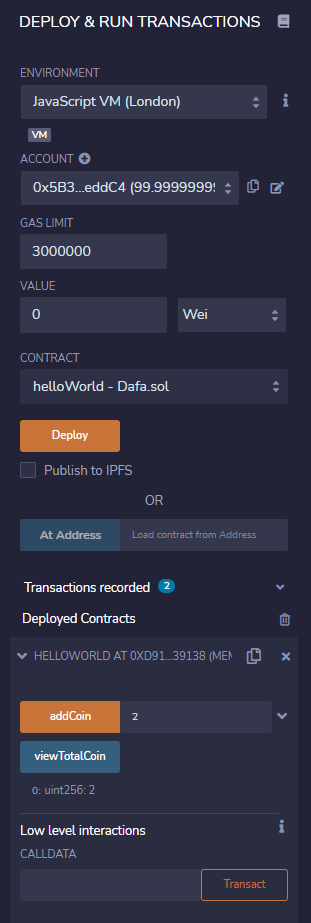 DEPLOY & RUN TRANSACTIONS
ENVIRONMENT
JavaScript VM (London)
VM
ACCOUNT
0x5B3...eddC4 (99.99999999
GAS LIMIT
3000000
VALUE
0 Wei
CONTRACT
helloWorld - Dafa.sol
Deploy
Publish to IPFS
OR
At Address Load contract from Address
Transactions recorded 2
Deployed Contracts
HELLOWORLD AT 0XD91...39138 (MEM
addCoin 2
viewTotalCoin
0: uint256: 2
Low level interactions
CALLDATA
Transact